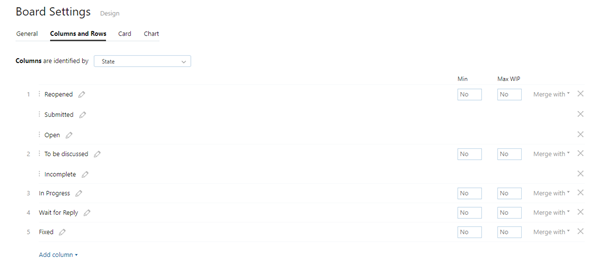 Board Settings Design
General Columns and Rows Card Chart
Columns are identified by State
Min Max WIP
1 Reopened No No Merge with
Submitted
Open
2 To be discussed No No Merge with
Incomplete
3 In Progress No No Merge with
4 Wait for Reply No No Merge with
5 Fixed No No Merge with
Add column